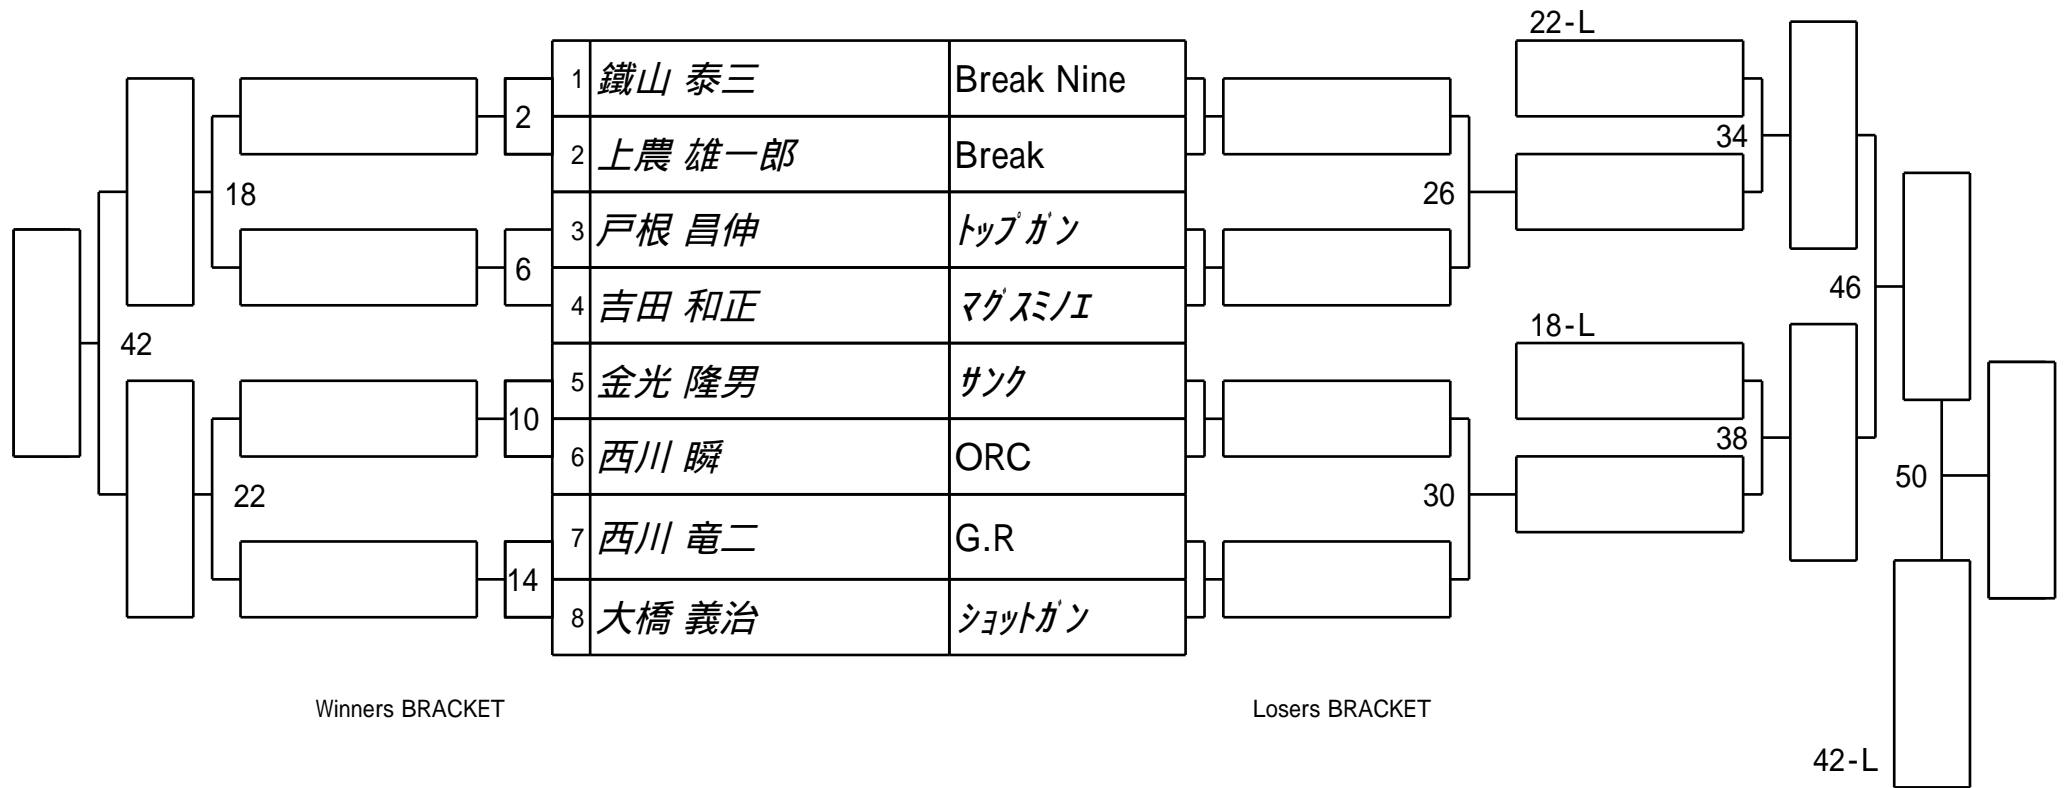 22-L
1 鐵山 泰三 Break Nine
2
2 上農 雄一郎 Break
34
18
26
3 戸根 昌伸 ﾄｯﾌﾟｶﾞﾝ
6
4 吉田 和正 ﾏｸﾞｽﾐﾉｴ
46
18-L
42
5 金光 隆男 ｻﾝｸ
10
38
6 西川 瞬 ORC
50
22
30
7 西川 竜二 G.R
14
8 大橋 義治 ｼｮｯﾄｶﾞﾝ
Winners BRACKET
Losers BRACKET
42-L